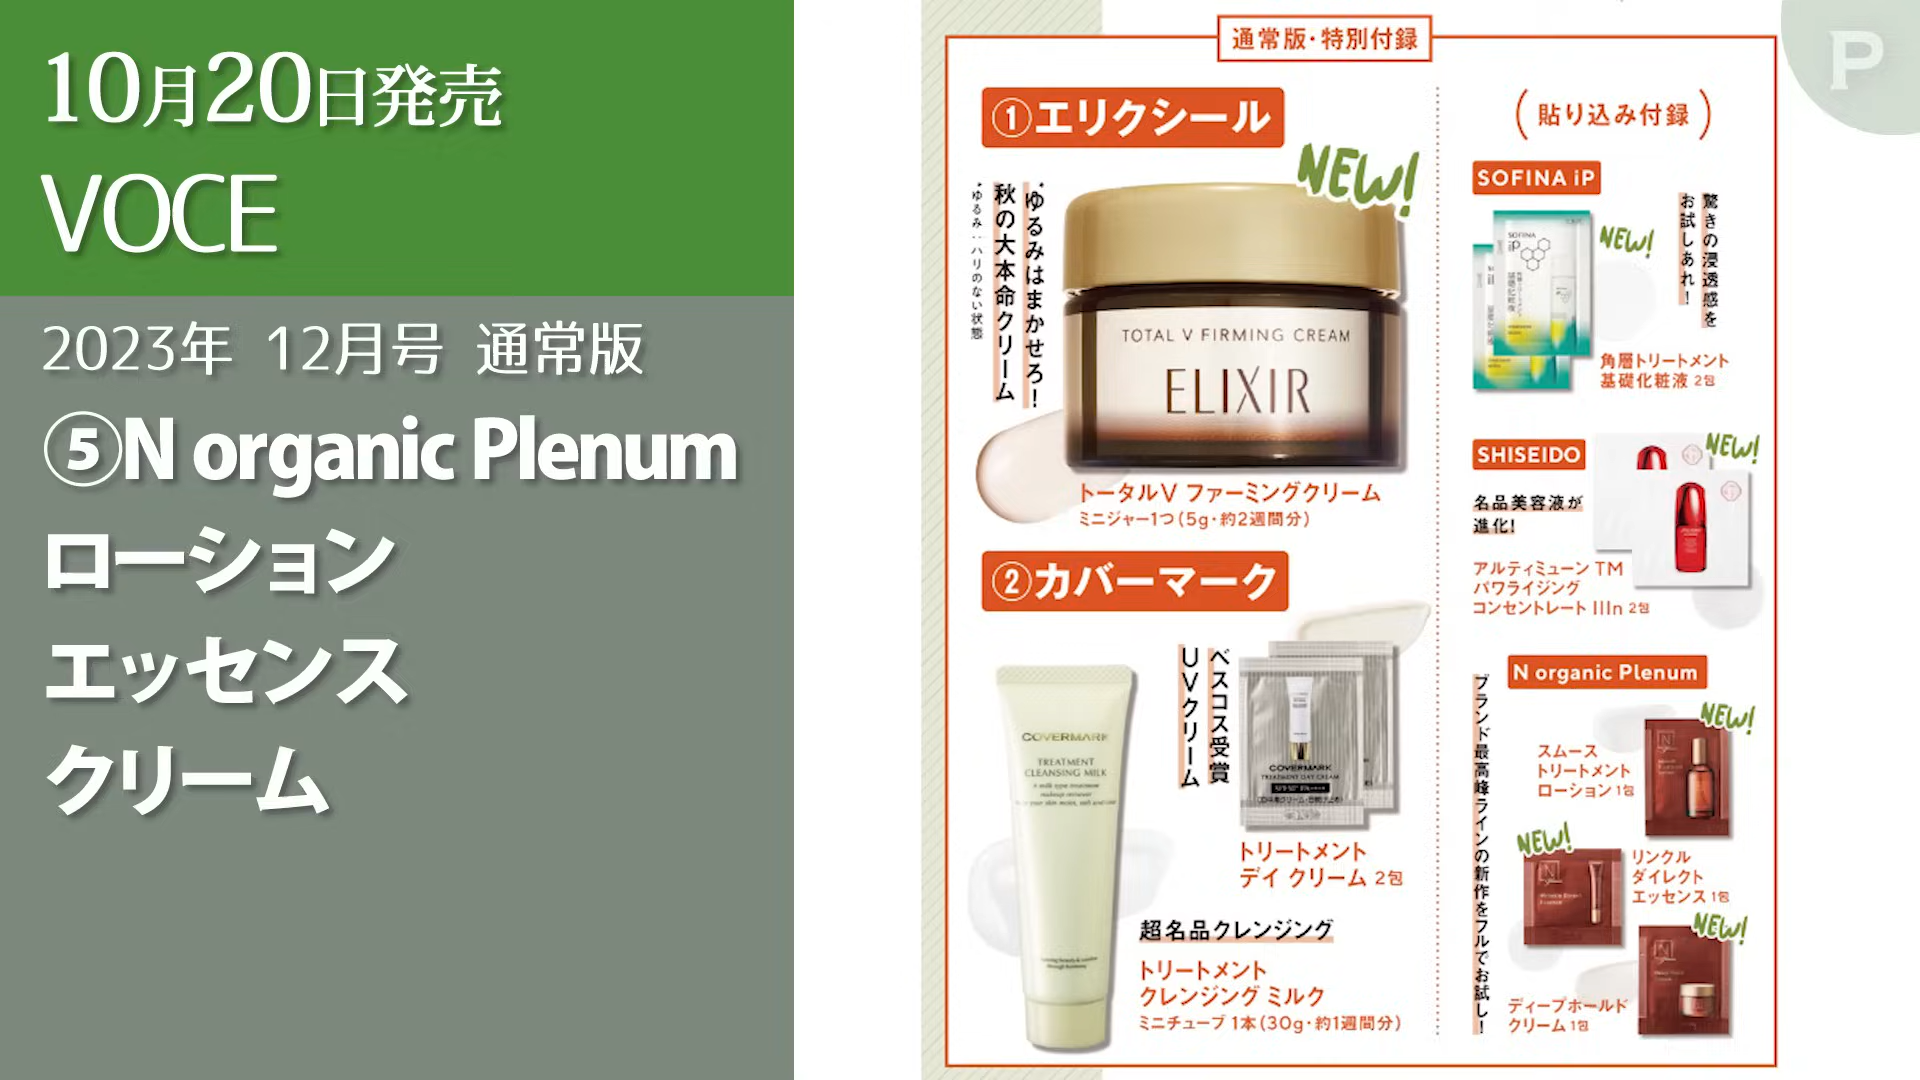 10月20日発売
VOCE
2023年 12月号 通常版
⑤N organic Plenum
ローション
エッセンス
クリーム
P
通常版・特別付録
①エリクシール
NEW!
“ゆるみはまかせろ!
秋の大本命クリーム
“ゆるみ…ハリのない状態
TOTAL V FIRMING CREAM
ELIXIR
トータルV ファーミングクリーム
ミニジャー1つ(5g・約2週間分)
②カバーマーク
COVERMARK
TREATMENT
CLEANSING MILK
ベスコス受賞
UVクリーム
COVERMARK
TREATMENT DAY CREAM
トリートメント
デイ クリーム 2包
超名品クレンジング
トリートメント
クレンジング ミルク
ミニチューブ 1本(30g・約1週間分)
(貼り込み付録)
SOFINA iP
驚きの浸透感を
お試しあれ!
NEW!
SOFINA
iP
角層トリートメント
基礎化粧液 2包
SHISEIDO
NEW!
名品美容液が
進化!
アルティミューン TM
パワライジング
コンセントレート IIIn 2包
N organic Plenum
ブランド最高峰ラインの新作をフルでお試し!
NEW!
スムース
トリートメント
ローション 1包
NEW!
リンクル
ダイレクト
エッセンス 1包
NEW!
ディープホールド
クリーム 1包